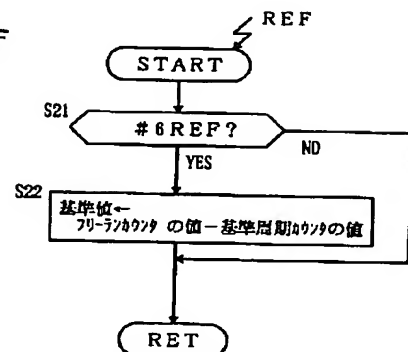 REF
START
S21
#6REF?
ND
YES
S22
基準値←
フリーランカウンタ の値－基準周期カウンタの値
RET